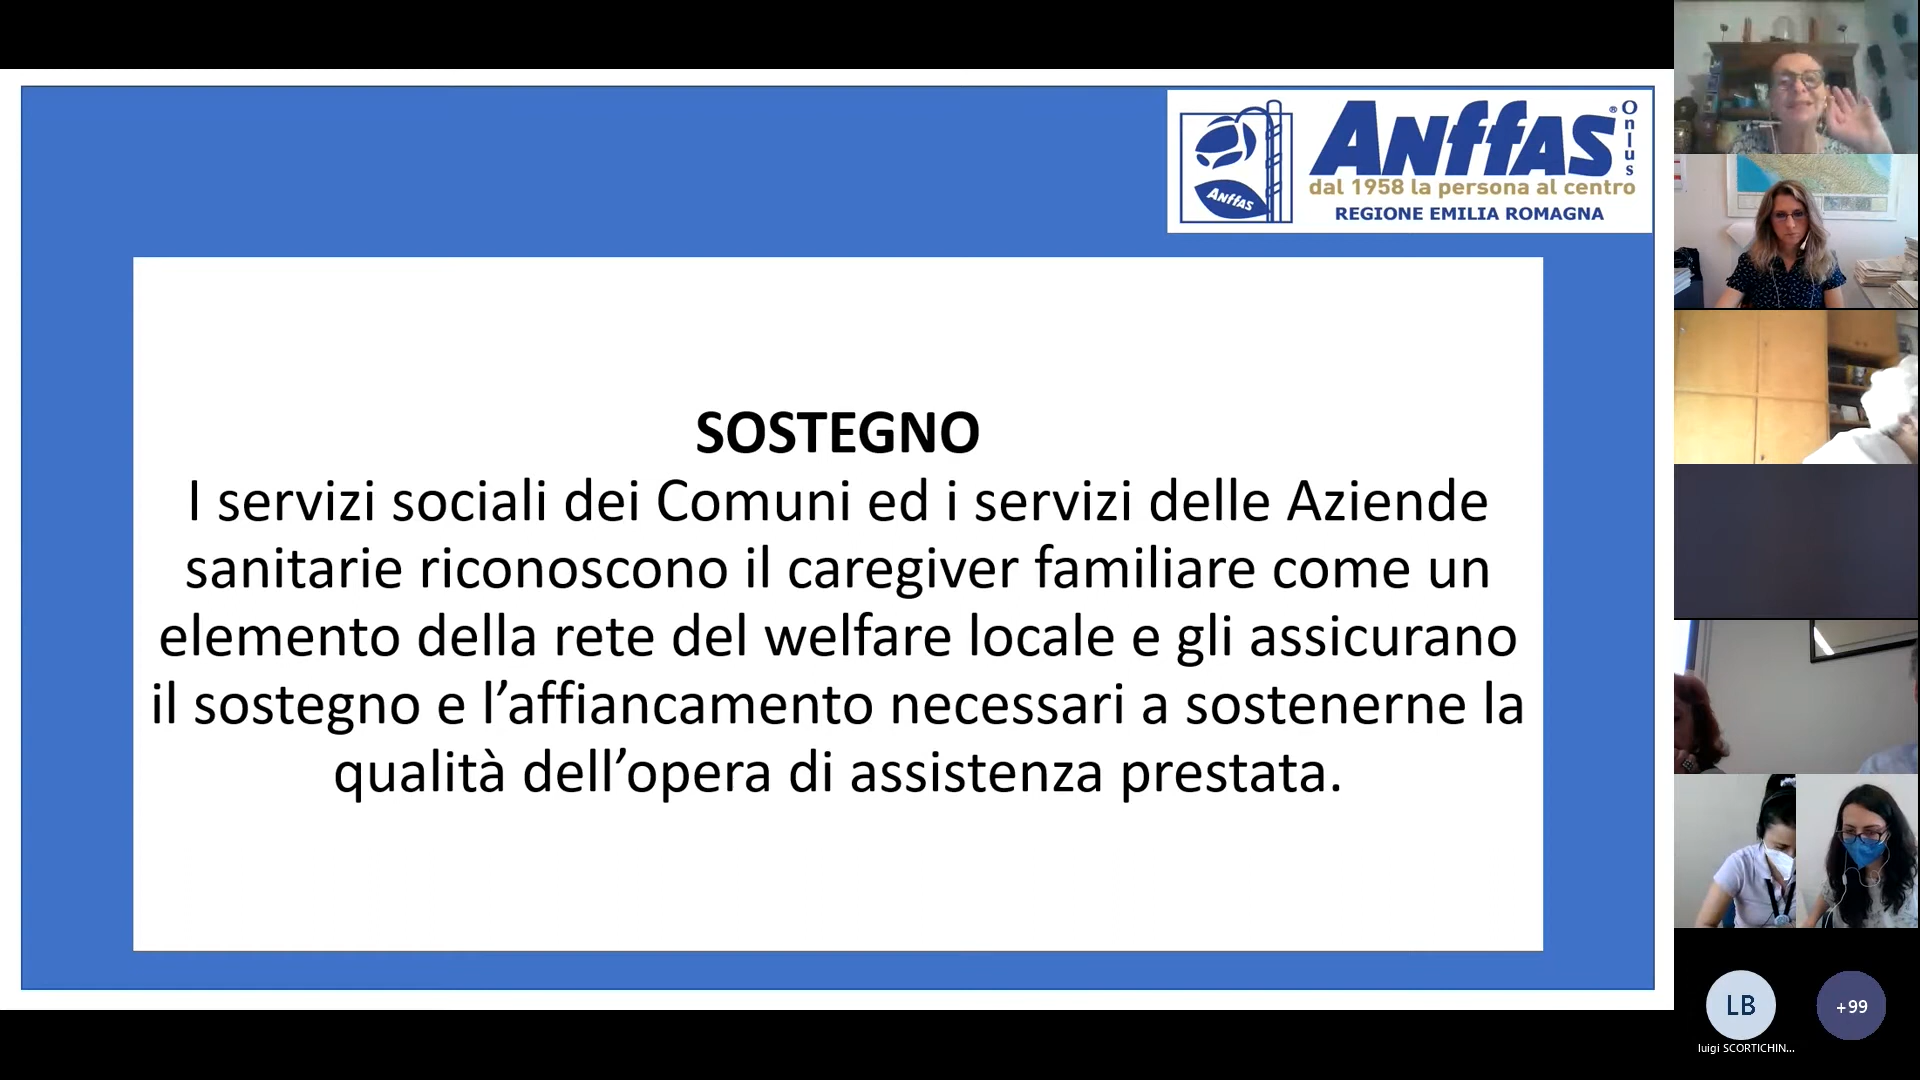 Anffas
®
Onlus
Anffas
dal 1958 la persona al centro
REGIONE EMILIA ROMAGNA
SOSTEGNO
I servizi sociali dei Comuni ed i servizi delle Aziende
sanitarie riconoscono il caregiver familiare come un
elemento della rete del welfare locale e gli assicurano
il sostegno e l’affiancamento necessari a sostenerne la
qualità dell’opera di assistenza prestata.
LB
+99
luigi SCORTICHIN...